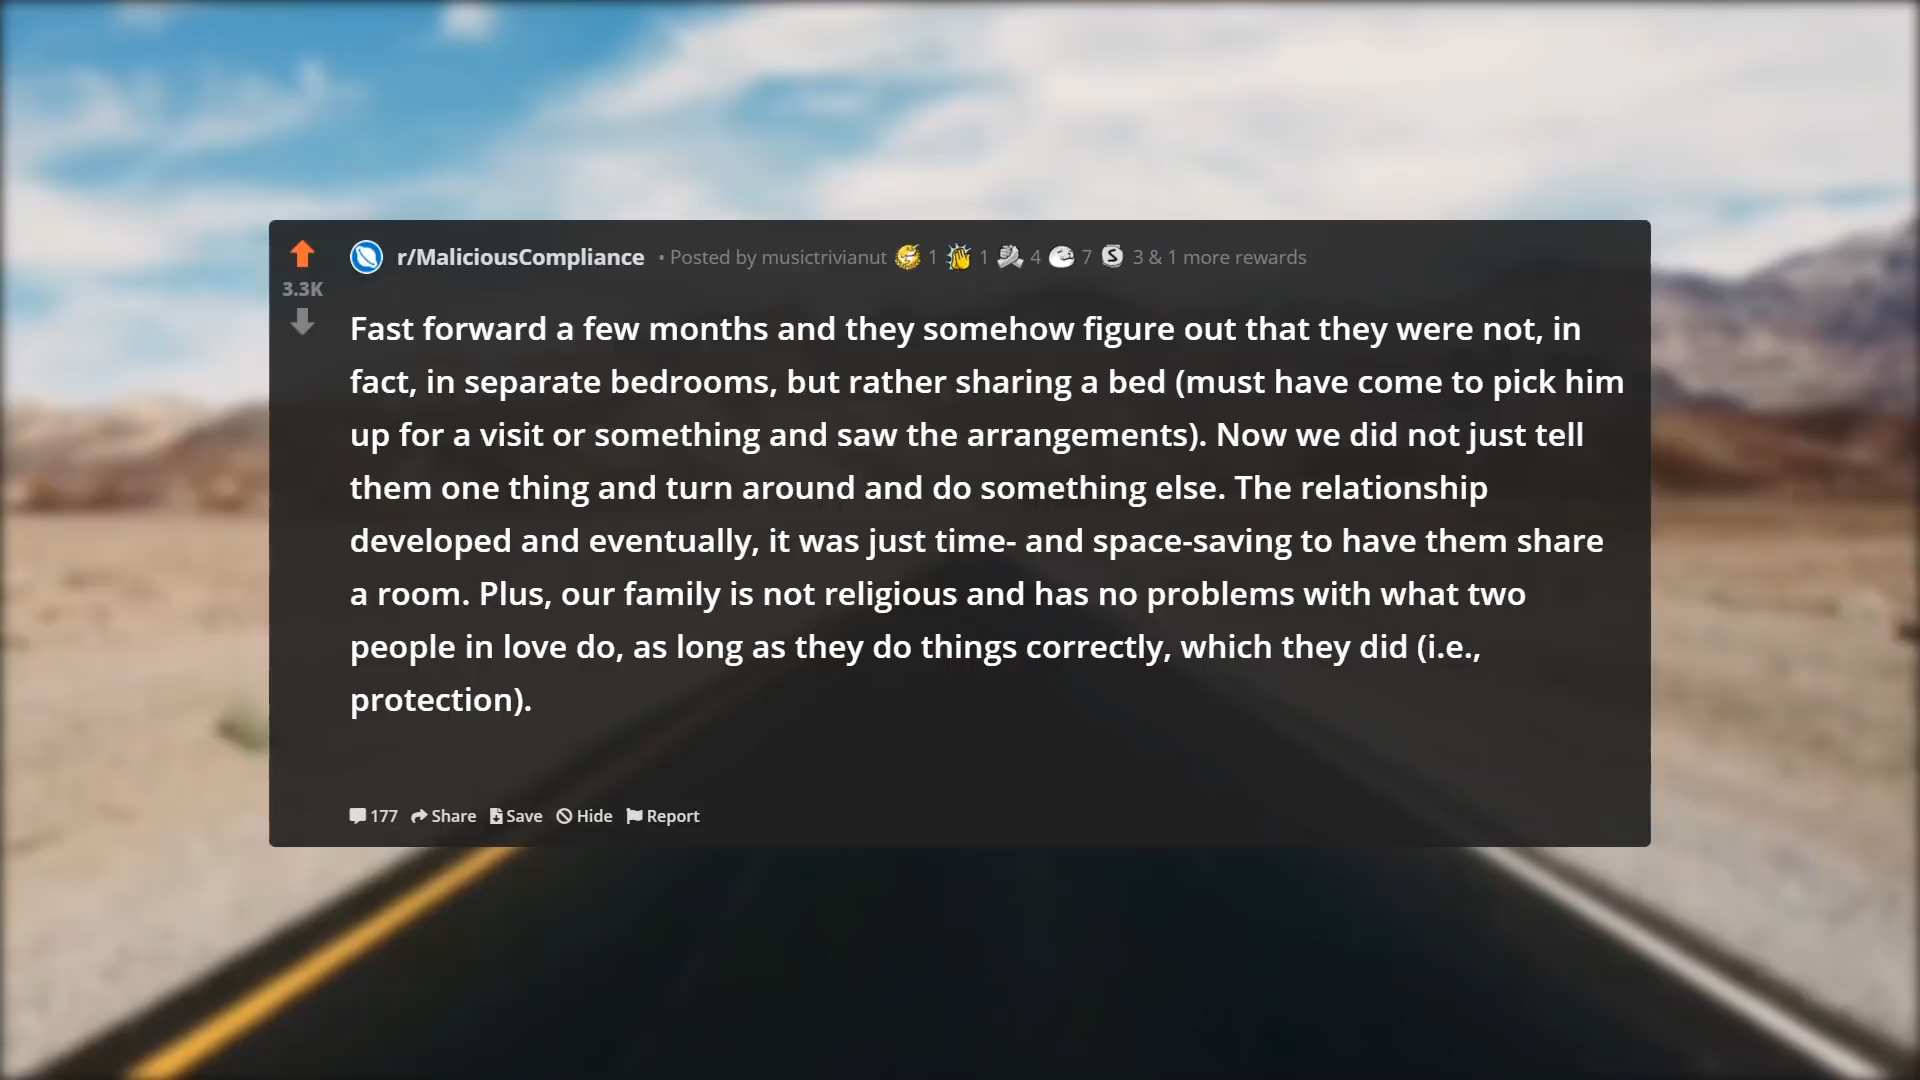 r/MaliciousCompliance • Posted by musictrivianut 1 1 4 7 3 & 1 more rewards
3.3K
Fast forward a few months and they somehow figure out that they were not, in
fact, in separate bedrooms, but rather sharing a bed (must have come to pick him
up for a visit or something and saw the arrangements). Now we did not just tell
them one thing and turn around and do something else. The relationship
developed and eventually, it was just time- and space-saving to have them share
a room. Plus, our family is not religious and has no problems with what two
people in love do, as long as they do things correctly, which they did (i.e.,
protection).
177 Share Save Hide Report